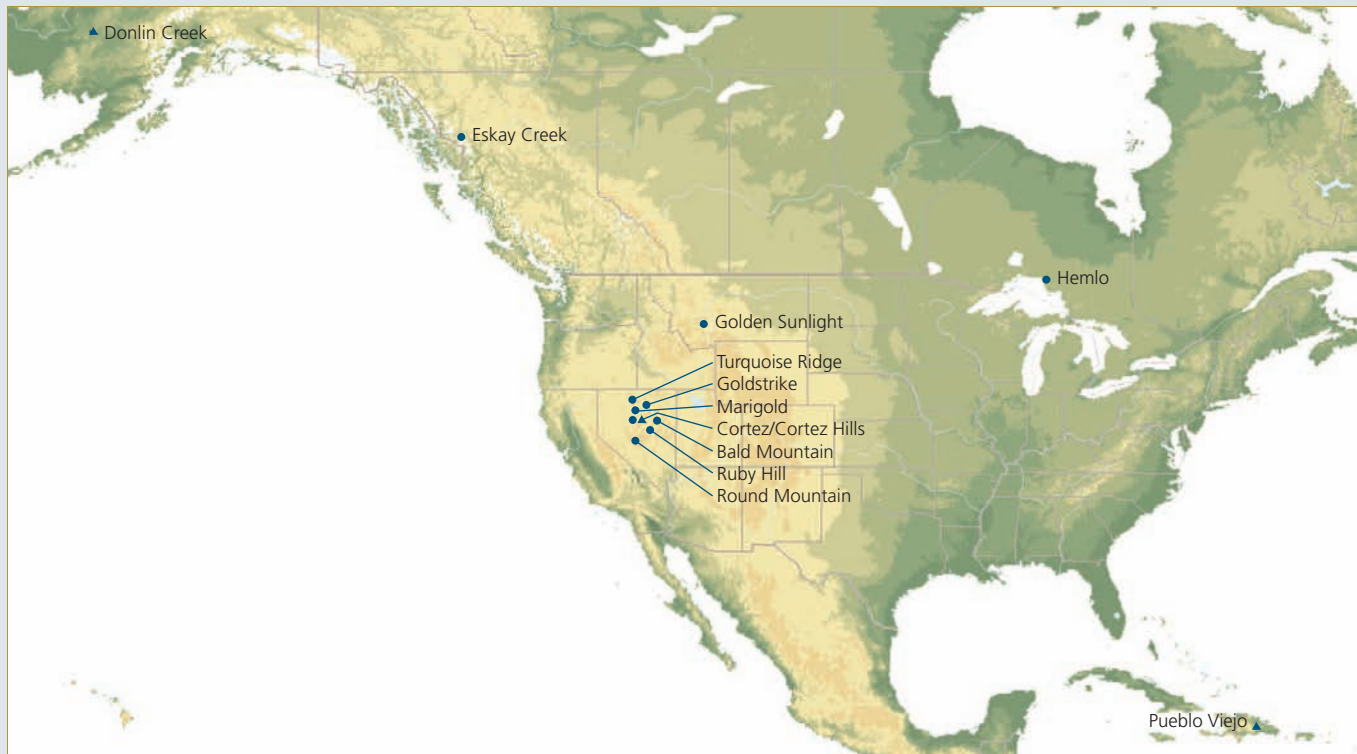 Donlin Creek
Eskay Creek
Hemlo
Golden Sunlight
Turquoise Ridge
Goldstrike
Marigold
Cortez/Cortez Hills
Bald Mountain
Ruby Hill
Round Mountain
Pueblo Viejo